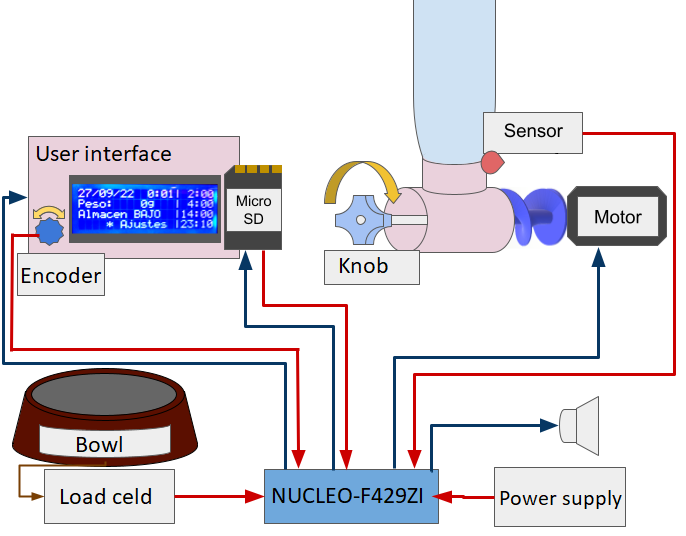 Sensor
User interface
27/09/22 0:01| 2:00
Peso: 0g | 4:00
Almacen BAJO |14:00
* Ajustes |23:10
Micro
SD
Motor
Encoder
Knob
Bowl
Load celd
NUCLEO-F429ZI
Power supply